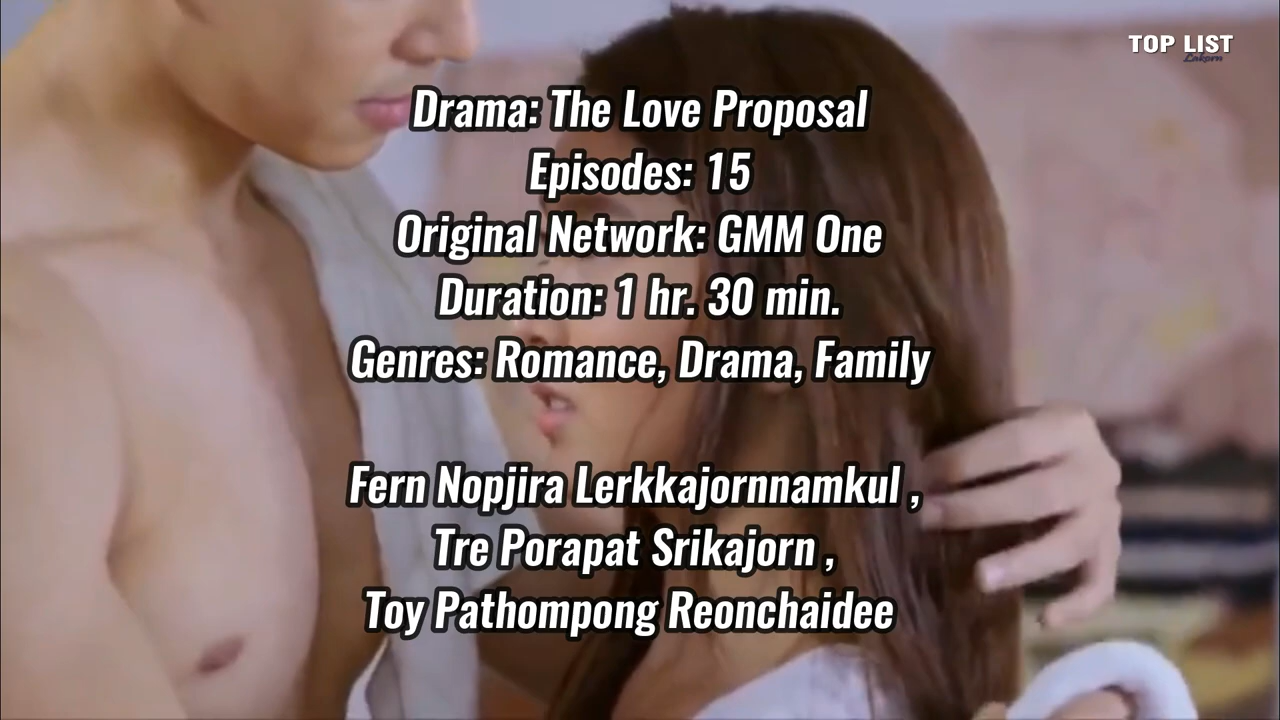 TOP LIST
Lakorn
Drama: The Love Proposal
Episodes: 15
Original Network: GMM One
Duration: 1 hr. 30 min.
Genres: Romance, Drama, Family
Fern Nopjira Lerkkajornnamkul ,
Tre Porapat Srikajorn ,
Toy Pathompong Reonchaidee